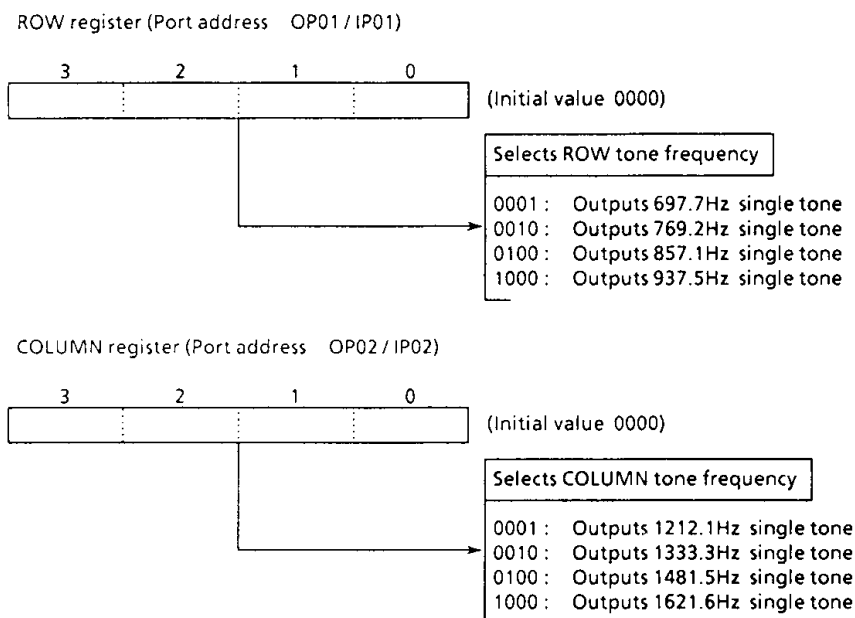 ROW register (Port address OP01 / IP01)
3 2 1 0
(Initial value 0000)
Selects ROW tone frequency
0001 : Outputs 697.7Hz single tone
0010 : Outputs 769.2Hz single tone
0100 : Outputs 857.1Hz single tone
1000 : Outputs 937.5Hz single tone
COLUMN register (Port address OP02 / IP02)
3 2 1 0
(Initial value 0000)
Selects COLUMN tone frequency
0001 : Outputs 1212.1Hz single tone
0010 : Outputs 1333.3Hz single tone
0100 : Outputs 1481.5Hz single tone
1000 : Outputs 1621.6Hz single tone